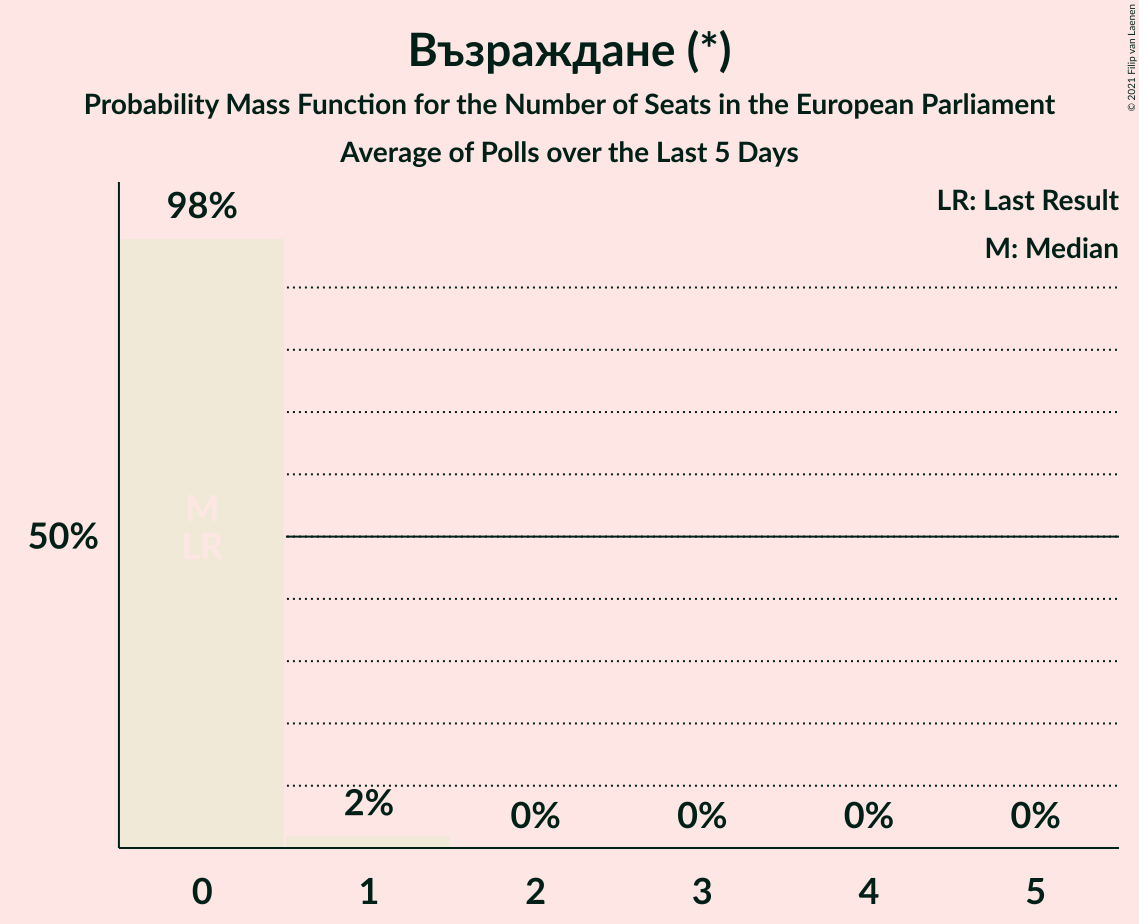 Възраждане (*)
Probability Mass Function for the Number of Seats in the European Parliament
Average of Polls over the Last 5 Days
© 2021 Filip van Laenen
LR: Last Result
M: Median
98%
M
LR
50%
2%
0%
0%
0%
0%
0
1
2
3
4
5